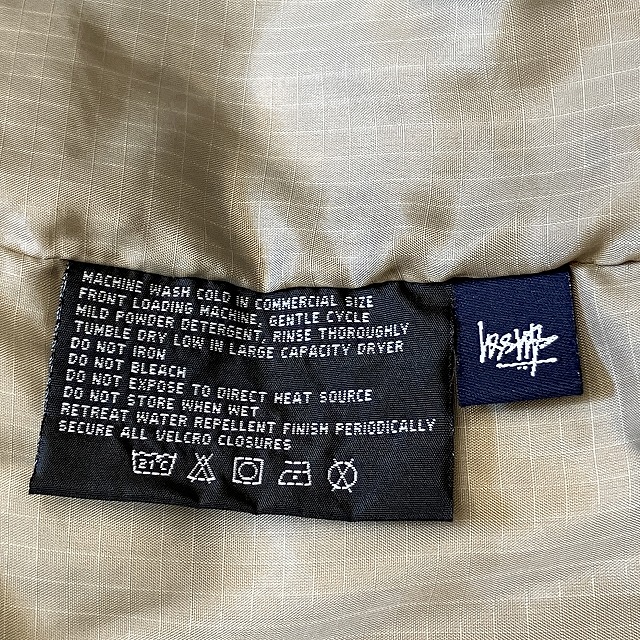 MACHINE WASH COLD IN COMMERCIAL SIZE
FRONT LOADING MACHINE, GENTLE CYCLE
MILD POWDER DETERGENT, RINSE THOROUGHLY
TUMBLE DRY LOW IN LARGE CAPACITY DRYER
DO NOT IRON
DO NOT BLEACH
DO NOT EXPOSE TO DIRECT HEAT SOURCE
DO NOT STORE WHEN WET
RETREAT WATER REPELLENT FINISH PERIODICALLY
SECURE ALL VELCRO CLOSURES
21°C